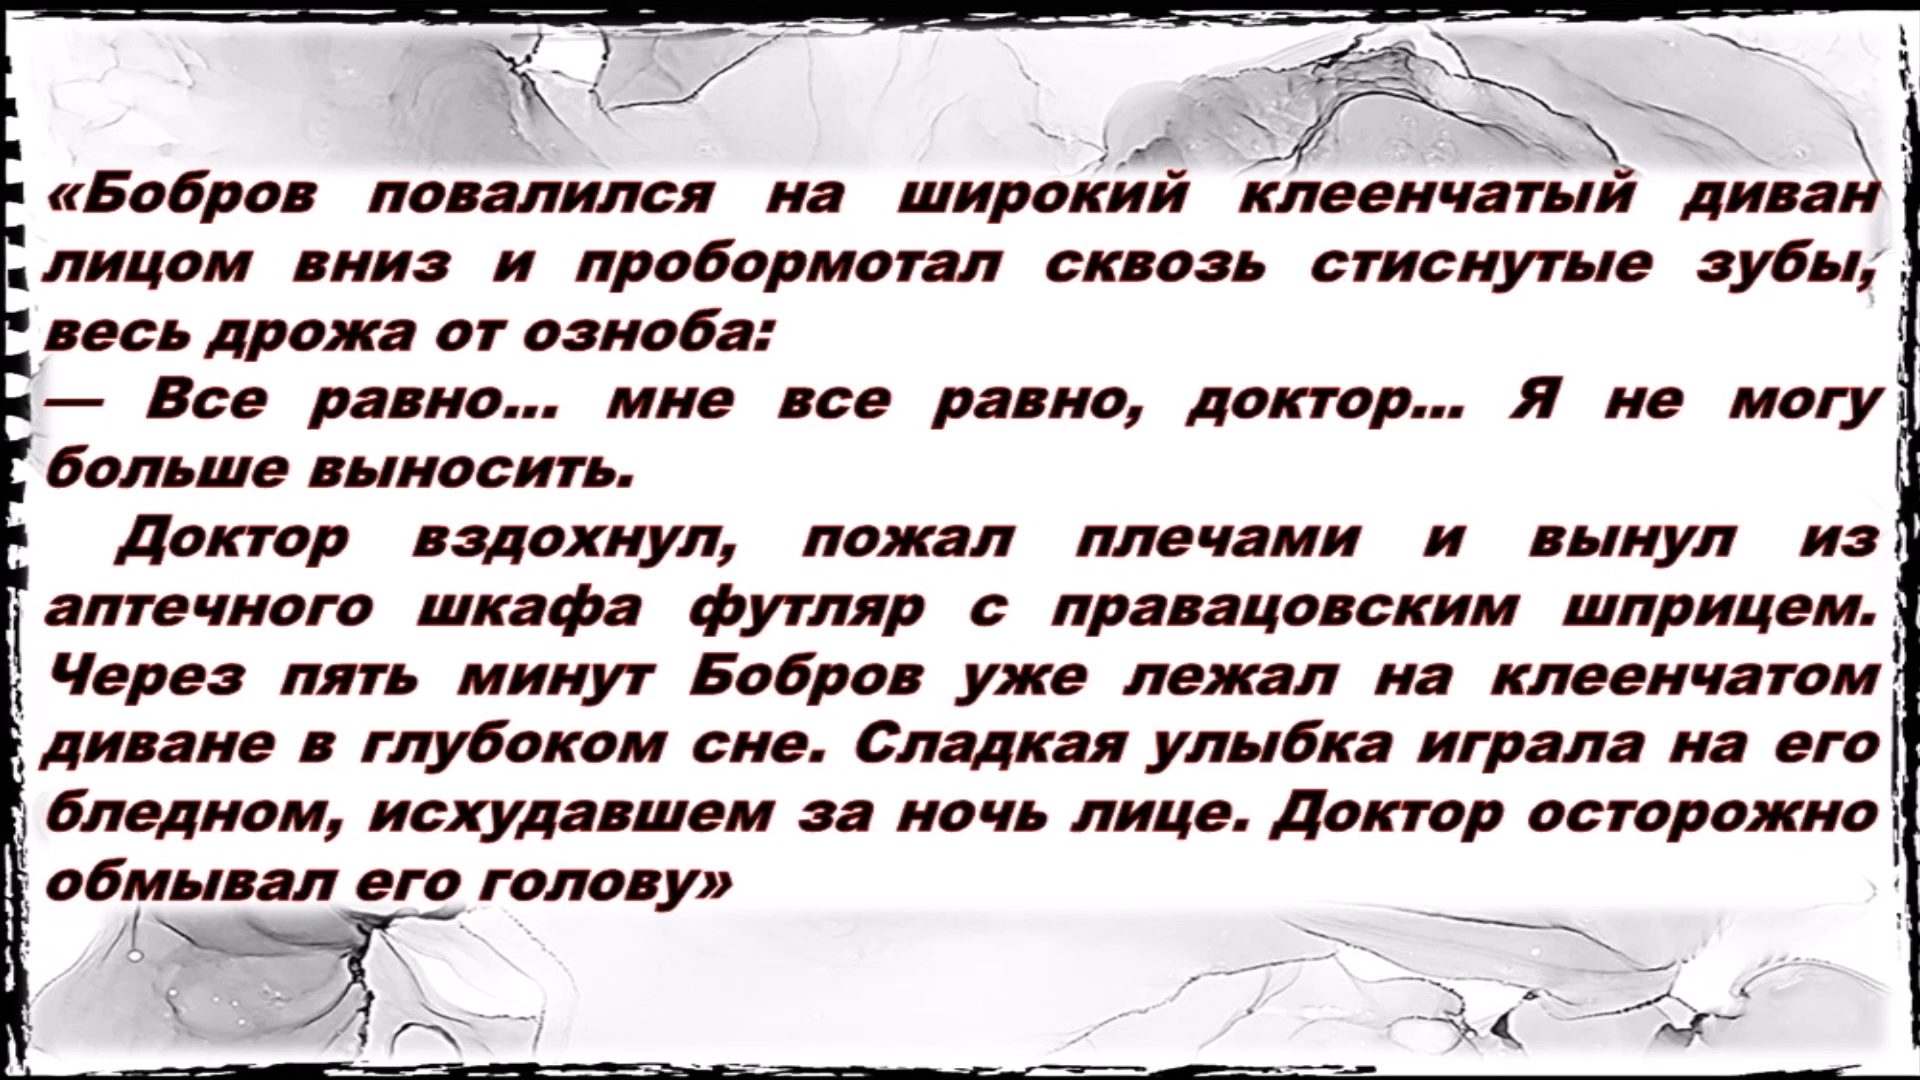 «Бобров повалился на широкий клеенчатый диван
лицом вниз и пробормотал сквозь стиснутые зубы,
весь дрожа от озноба:
— Все равно... мне все равно, доктор... Я не могу
больше выносить.
Доктор вздохнул, пожал плечами и вынул из
аптечного шкафа футляр с правацовским шприцем.
Через пять минут Бобров уже лежал на клеенчатом
диване в глубоком сне. Сладкая улыбка играла на его
бледном, исхудавшем за ночь лице. Доктор осторожно
обмывал его голову»